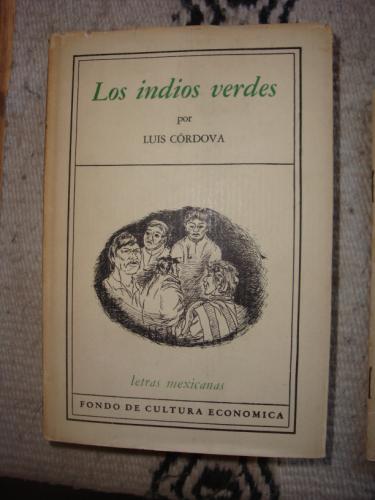 Los indios verdes
por
LUIS CÓRDOVA
letras mexicanas
FONDO DE CULTURA ECONOMICA